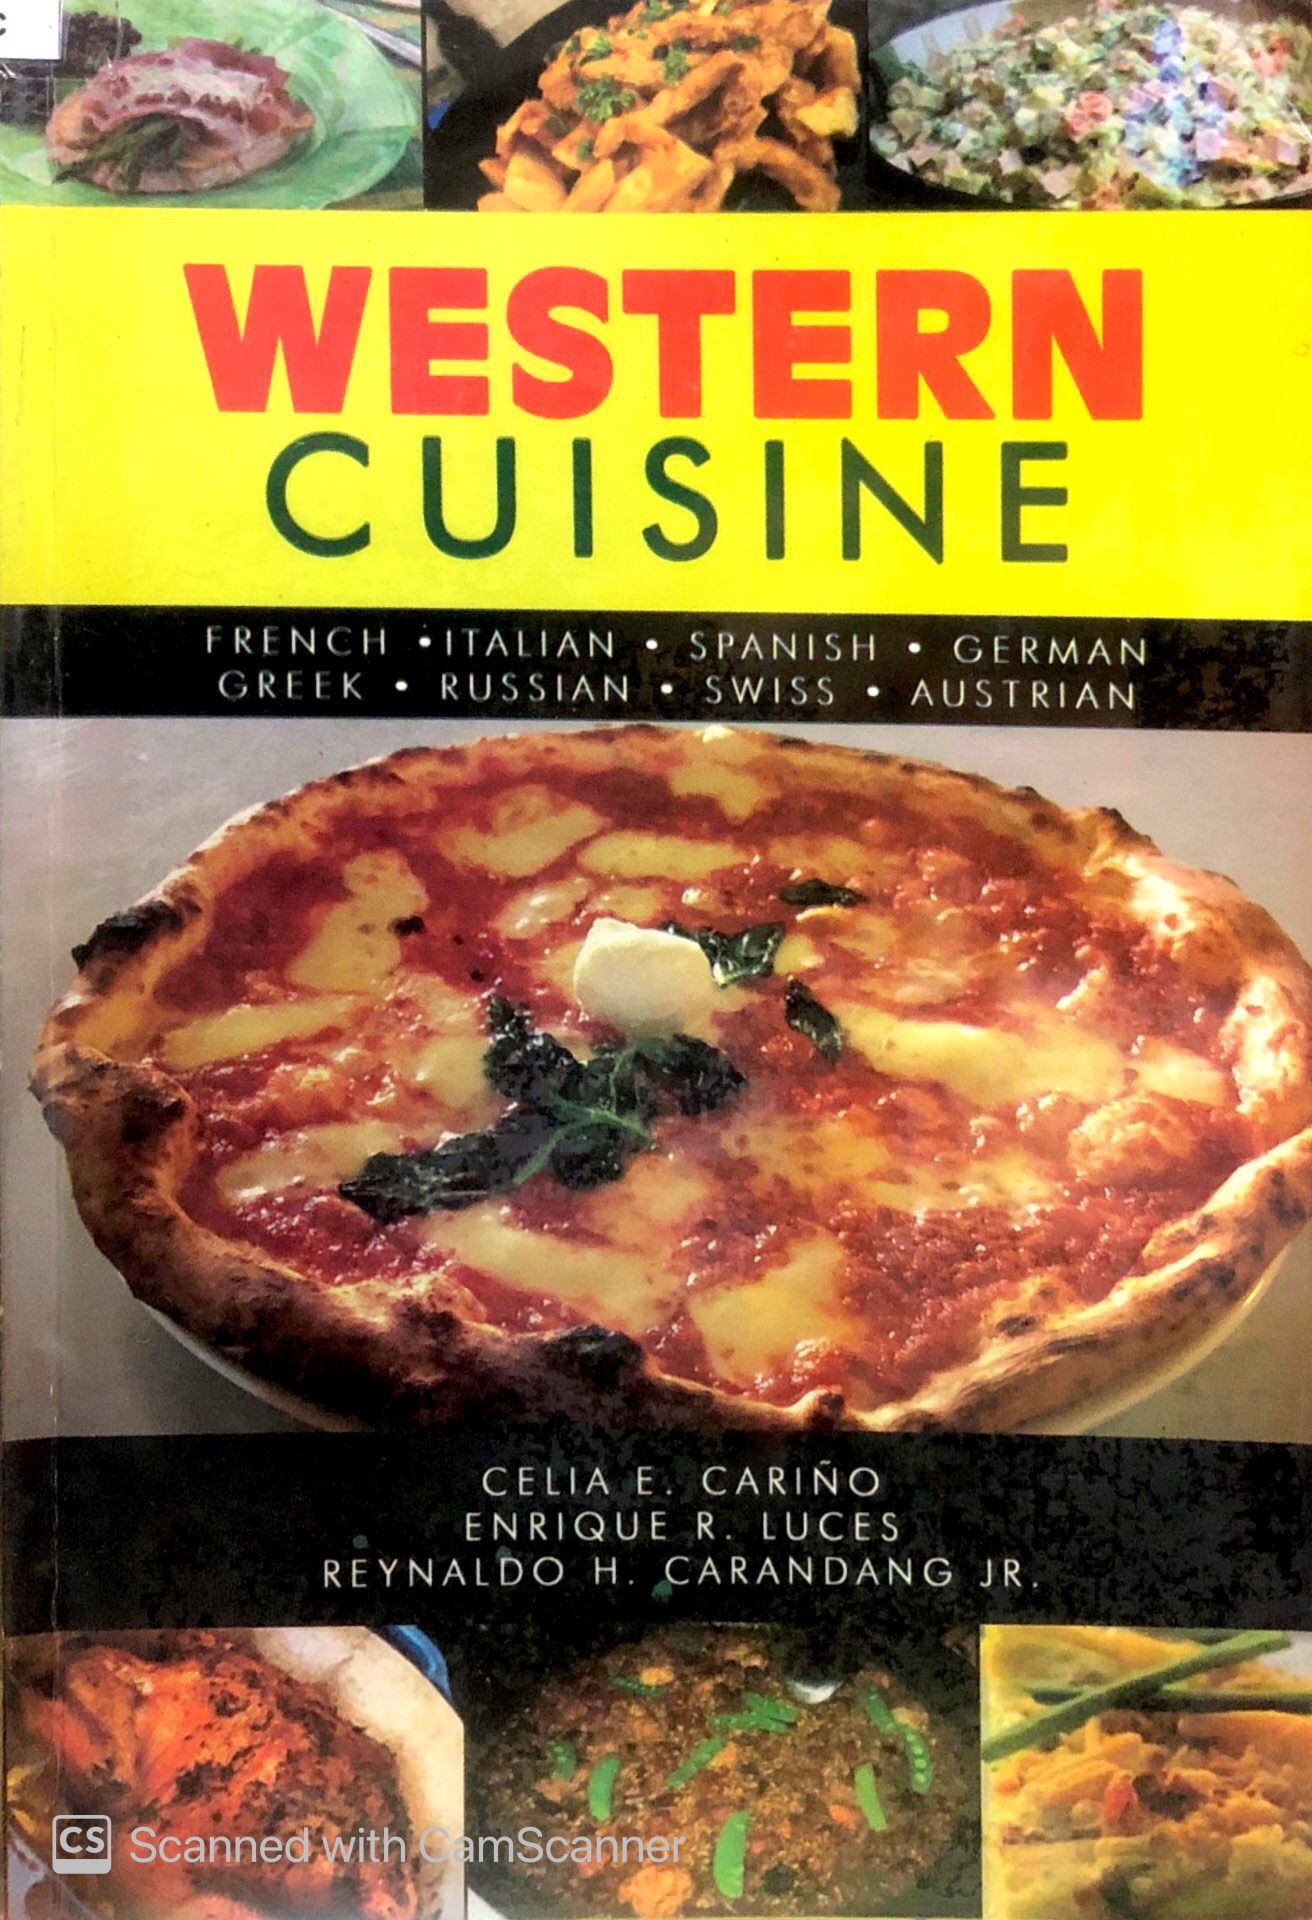 C
WESTERN
CUISINE
FRENCH • ITALIAN • SPANISH • GERMAN
GREEK • RUSSIAN • SWISS • AUSTRIAN
CELIA E. CARIÑO
ENRIQUE R. LUCES
REYNALDO H. CARANDANG JR.
CS Scanned with CamScanner